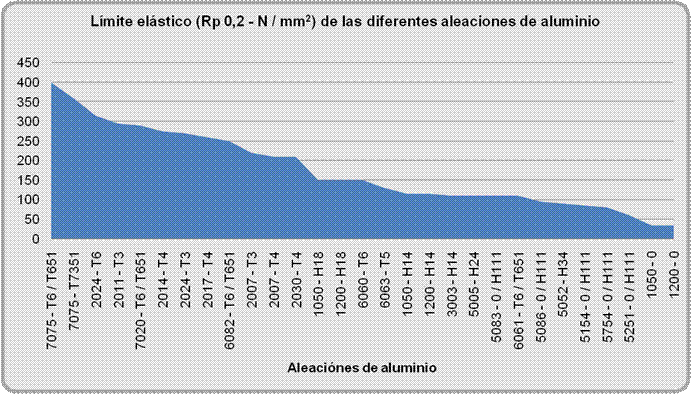 Límite elástico (Rp 0,2 - N / mm²) de las diferentes aleaciones de aluminio
450
400
350
300
250
200
150
100
50
0
7075 - T6 / T651
7075 - T7351
2024 - T6
2011 - T3
7020 - T6 / T651
2014 - T4
2024 - T3
2017 - T4
6082 - T6 / T651
2007 - T3
2007 - T4
2030 - T4
1050 - H18
1200 - H18
6060 - T6
6063 - T5
1050 - H14
1200 - H14
3003 - H14
5005 - H24
5083 - 0 / H111
6061 - T6 / T651
5086 - 0 / H111
5052 - H34
5154 - 0 / H111
5754 - 0 / H111
5251 - 0 / H111
1050 - 0
1200 - 0
Aleaciónes de aluminio